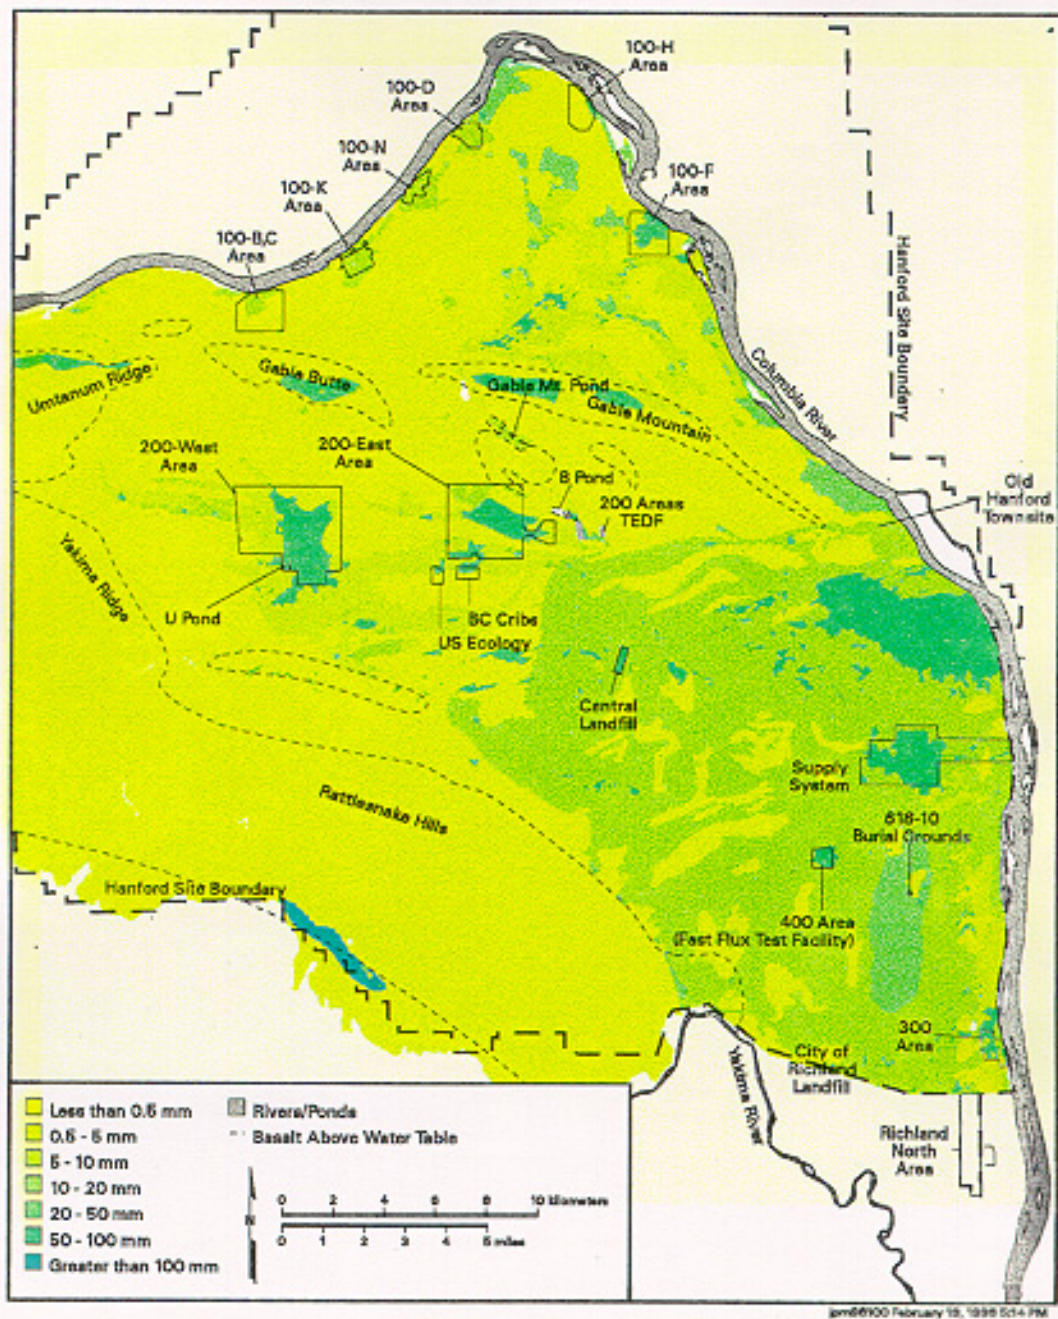 100-H
Area
100-D
Area
100-N
Area
100-F
Area
100-K
Area
100-B,C
Area
Hanford Site Boundary
Columbia River
Umtanum Ridge
Gable Butte
Gable Mt. Pond
Gable Mountain
200-West
Area
200-East
Area
B Pond
200 Areas
TEDF
Old
Hanford
Townsite
Yakima Ridge
U Pond
BC Cribs
US Ecology
Central
Landfill
Supply
System
Rattlesnake Hills
618-10
Burial Grounds
Hanford Site Boundary
400 Area
(Fast Flux Test Facility)
300
Area
City of
Richland
Landfill
Yakima River
Richland
North
Area
Less than 0.5 mm
0.5 - 5 mm
5 - 10 mm
10 - 20 mm
20 - 50 mm
50 - 100 mm
Greater than 100 mm
Rivers/Ponds
Basalt Above Water Table
N
0 2 4 6 8 10 kilometers
0 1 2 3 4 5 miles
jpm96100 February 15, 1996 5:14 PM